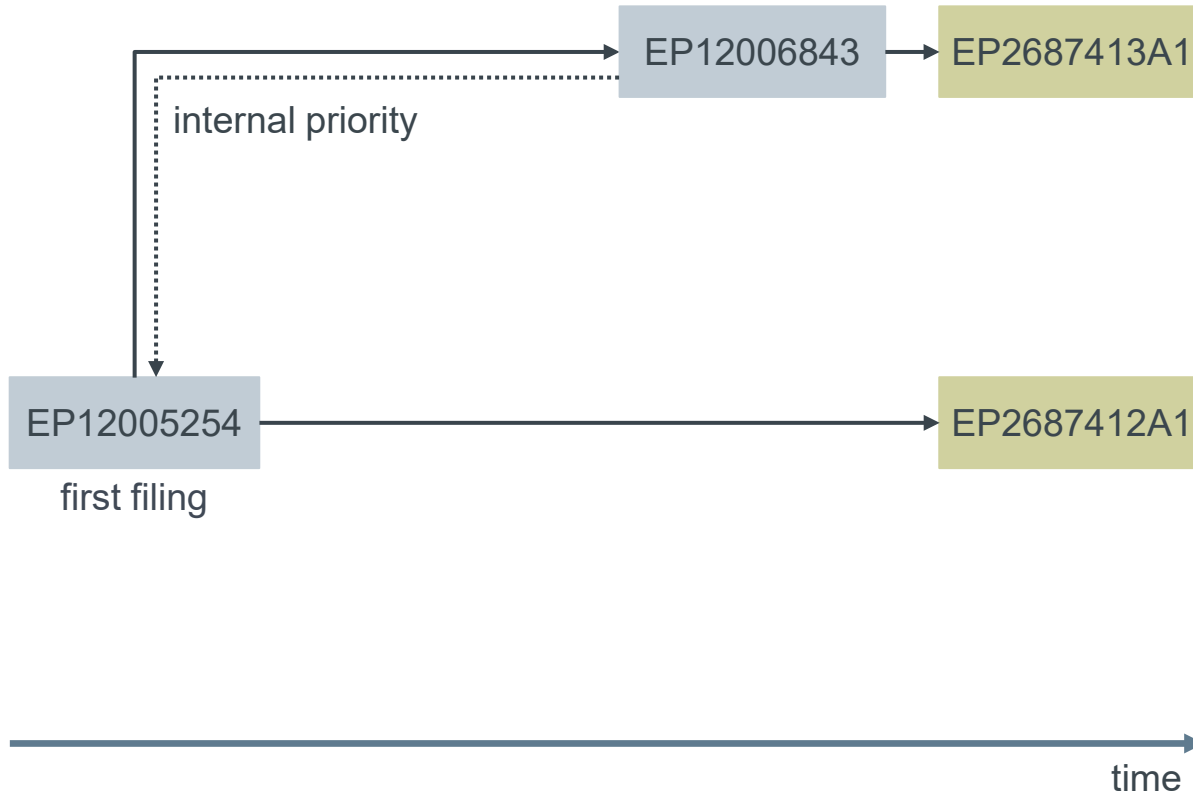 EP12006843
EP2687413A1
internal priority
EP12005254
EP2687412A1
first filing
time